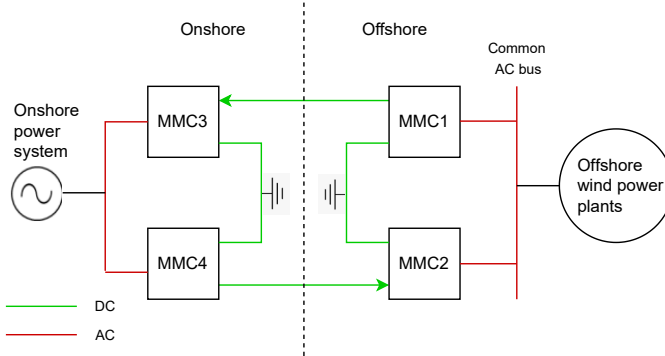 Onshore
Offshore
Common
AC bus
Onshore
power
system
MMC3
MMC1
Offshore
wind power
plants
MMC4
MMC2
DC
AC